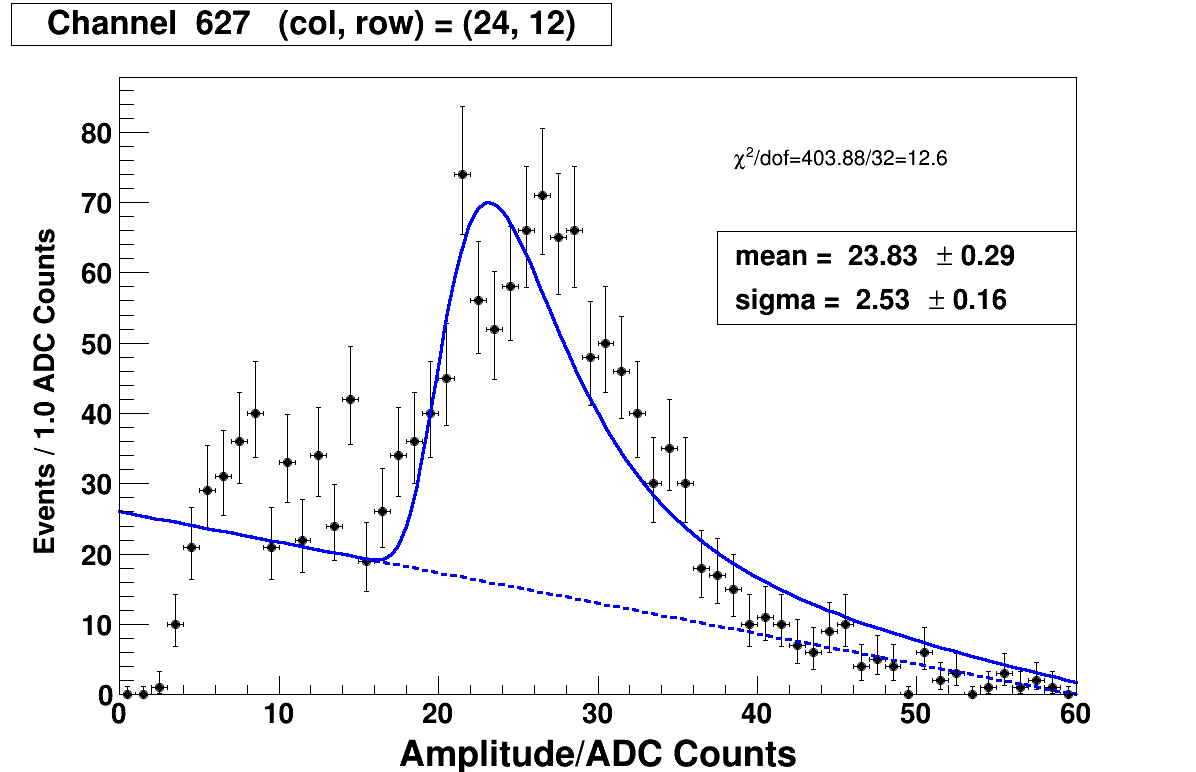 Channel 627 (col, row) = (24, 12)
χ²/dof=403.88/32=12.6
mean = 23.83 ± 0.29
sigma = 2.53 ± 0.16
Events / 1.0 ADC Counts
80
70
60
50
40
30
20
10
0
0 10 20 30 40 50 60
Amplitude/ADC Counts